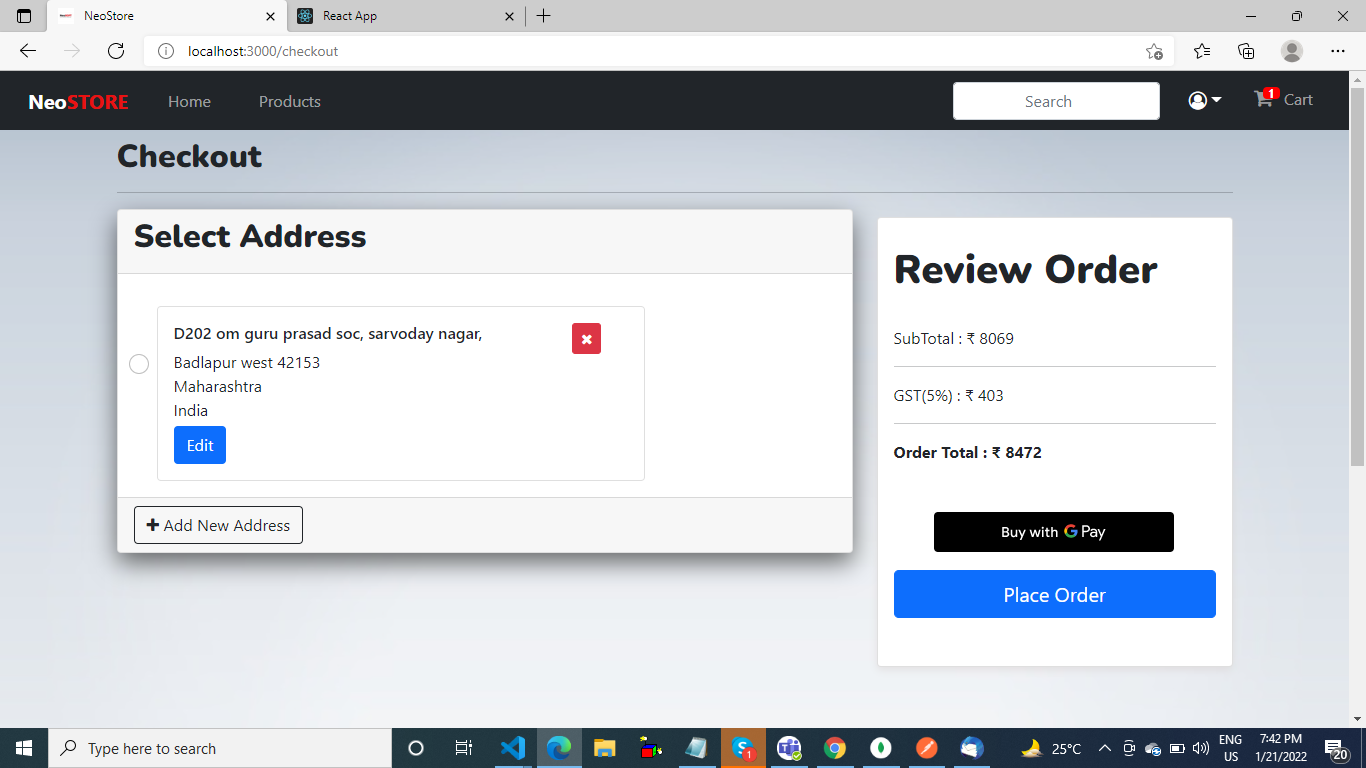 NeoStore
React App
localhost:3000/checkout
NeoSTORE
Home
Products
Search
1
Cart
Checkout
Select Address
D202 om guru prasad soc, sarvoday nagar,
Badlapur west 42153
Maharashtra
India
Edit
Add New Address
Review Order
SubTotal : ₹ 8069
GST(5%) : ₹ 403
Order Total : ₹ 8472
Buy with G Pay
Place Order
Type here to search
S 1
25°C
ENG
US
7:42 PM
1/21/2022
20